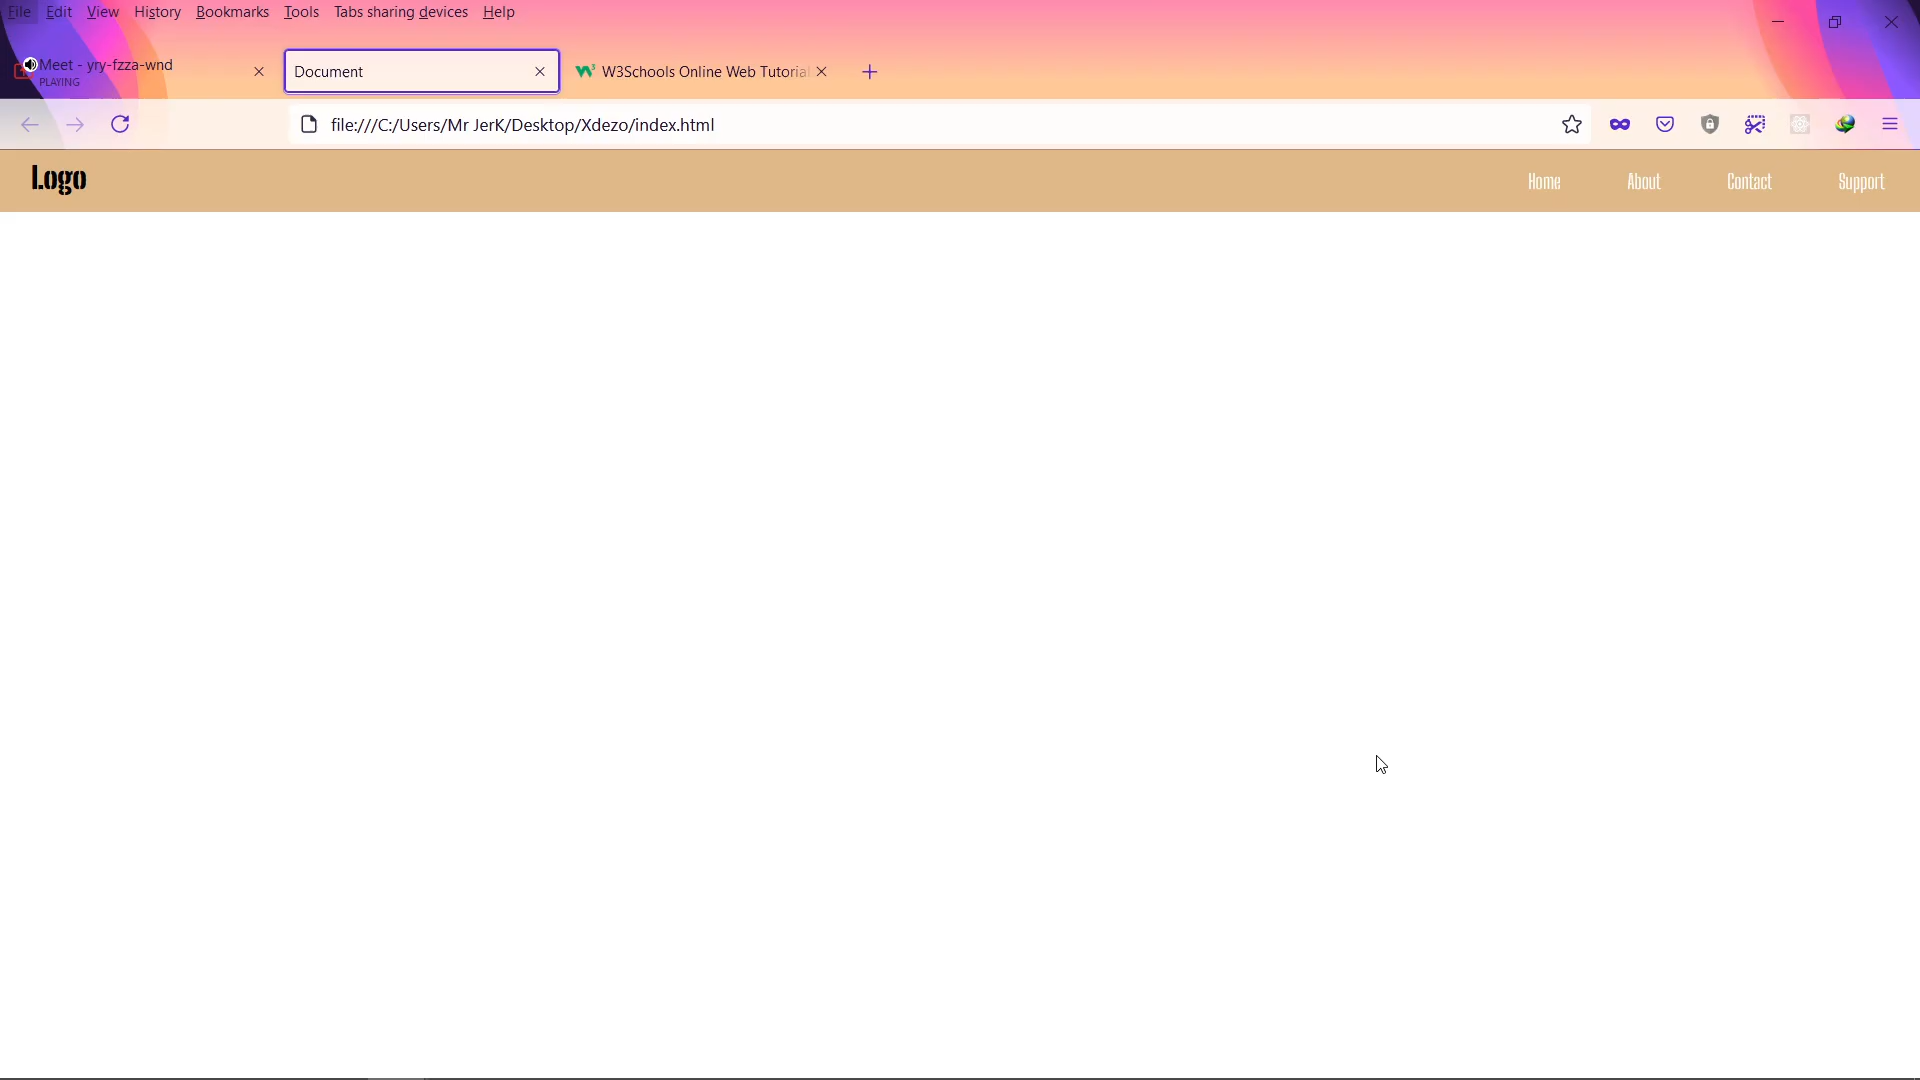 File Edit View History Bookmarks Tools Tabs sharing devices Help
Meet - yry-fzza-wnd
PLAYING
Document
W3Schools Online Web Tutorial
file:///C:/Users/Mr JerK/Desktop/Xdezo/index.html
Logo
Home About Contact Support